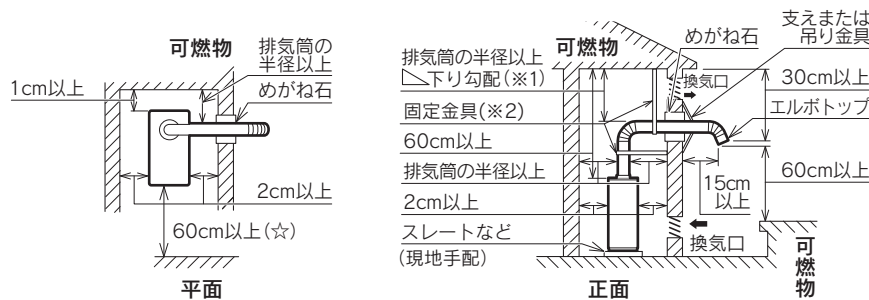 可燃物
排気筒の
半径以上
1cm以上
めがね石
2cm以上
60cm以上(☆)
平面
排気筒の半径以上
下り勾配(※1)
固定金具(※2)
60cm以上
排気筒の半径以上
2cm以上
スレートなど
(現地手配)
可燃物
めがね石
支えまたは
吊り金具
換気口
30cm以上
エルボトップ
60cm以上
15cm
以上
換気口
可燃物
正面